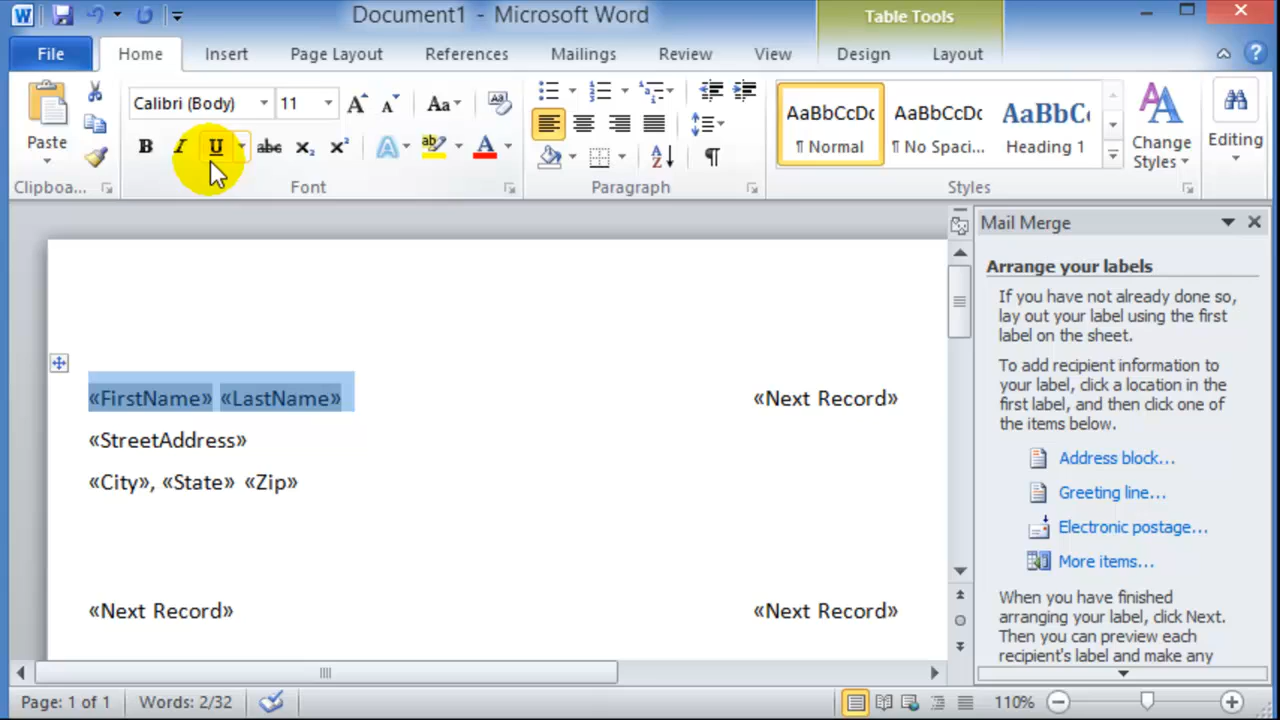 Document1 - Microsoft Word
Table Tools
File Home Insert Page Layout References Mailings Review View Design Layout
Calibri (Body) 11
Aa
AaBbCcDc AaBbCcDc AaBbC
Paste
B I U abc X₂ X² A ab A
¶ Normal ¶ No Spaci... Heading 1
Change
Styles
Editing
Clipboa... Font Paragraph Styles
Mail Merge
Arrange your labels
If you have not already done so,
lay out your label using the first
label on the sheet.
To add recipient information to
your label, click a location in the
first label, and then click one of
the items below.
Address block...
Greeting line...
Electronic postage...
More items...
When you have finished
arranging your label, click Next.
Then you can preview each
recipient's label and make any
«FirstName» «LastName» «Next Record»
«StreetAddress»
«City», «State» «Zip»
«Next Record» «Next Record»
Page: 1 of 1 Words: 2/32 110%